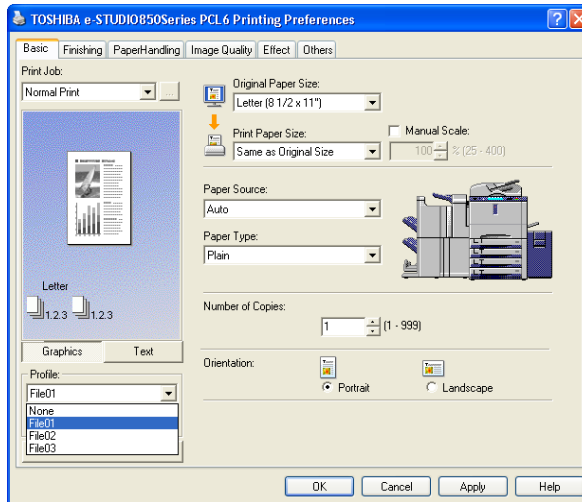 TOSHIBA e-STUDIO850Series PCL6 Printing Preferences
Basic Finishing PaperHandling Image Quality Effect Others
Print Job:
Normal Print
...
Original Paper Size:
Letter (8 1/2 x 11")
Print Paper Size:
Same as Original Size
Manual Scale:
100 % (25 - 400)
Paper Source:
Auto
Paper Type:
Plain
Letter
1.2.3 1.2.3
Number of Copies:
1 (1 - 999)
Graphics Text
Orientation:
Portrait Landscape
Profile:
File01
None
File01
File02
File03
OK Cancel Apply Help